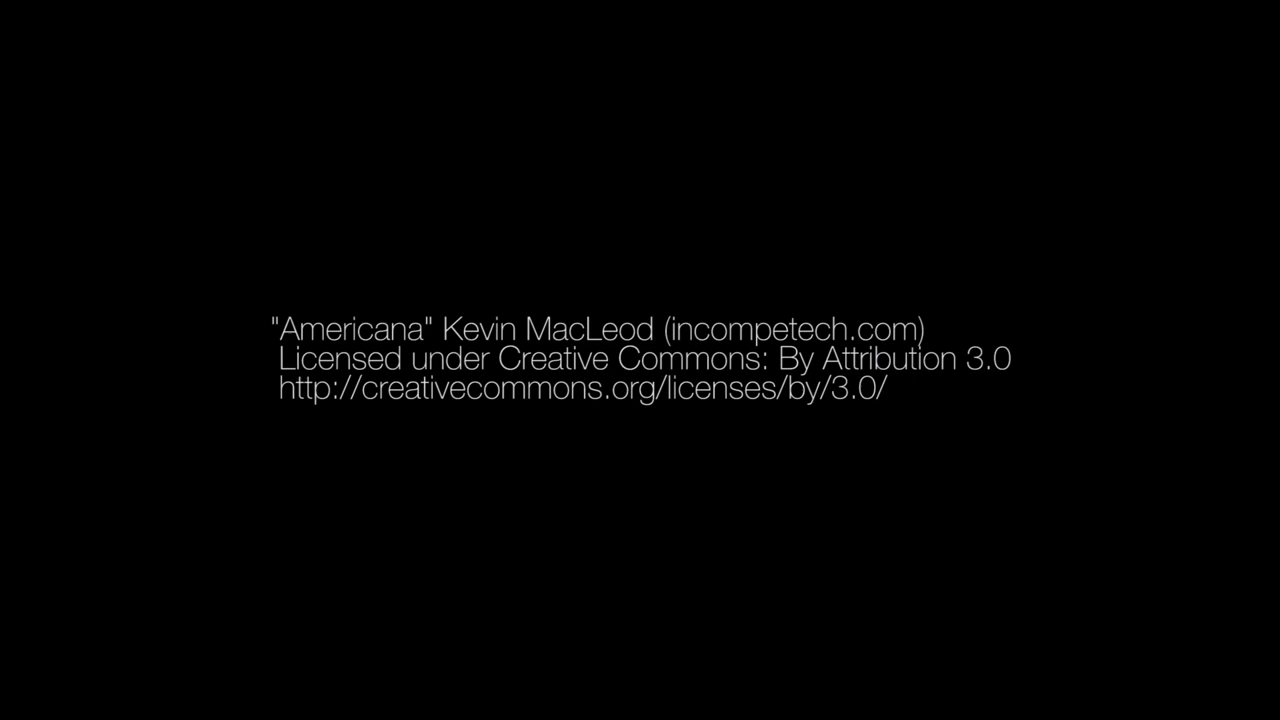 "Americana" Kevin MacLeod (incompetech.com)
Licensed under Creative Commons: By Attribution 3.0
http://creativecommons.org/licenses/by/3.0/